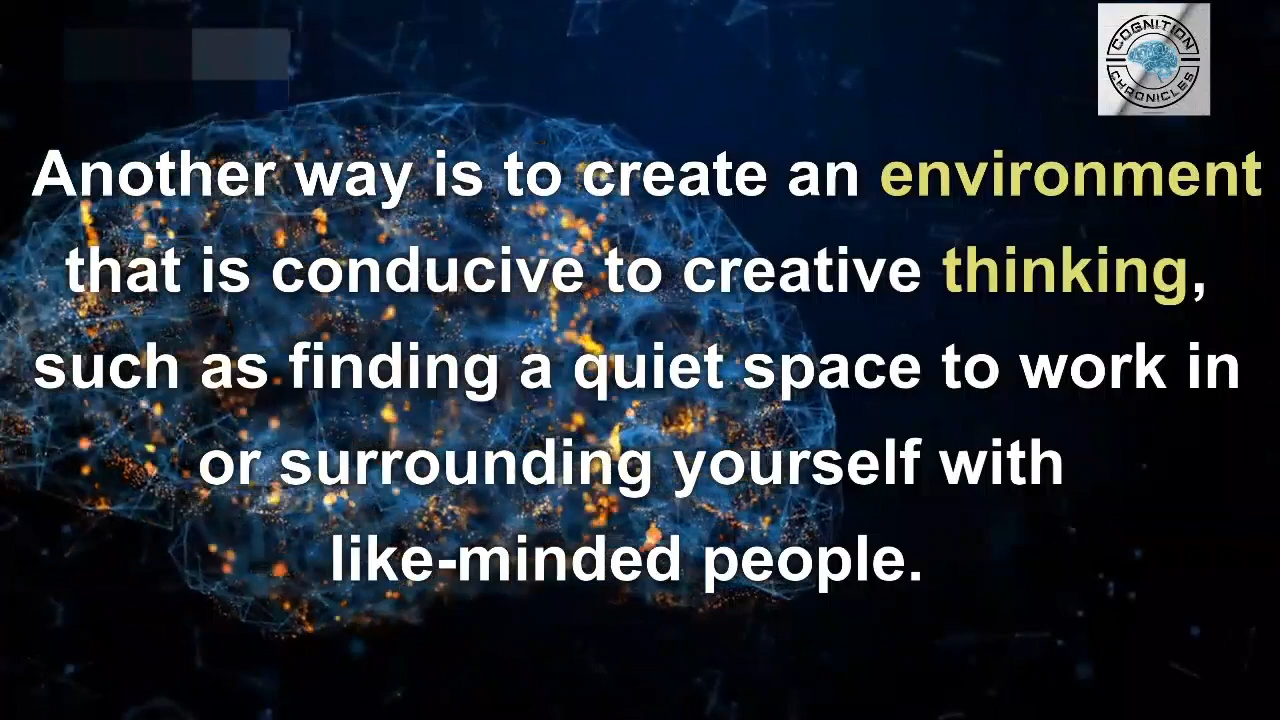 COGNITION
CHRONICLES
Another way is to create an environment
that is conducive to creative thinking,
such as finding a quiet space to work in
or surrounding yourself with
like-minded people.